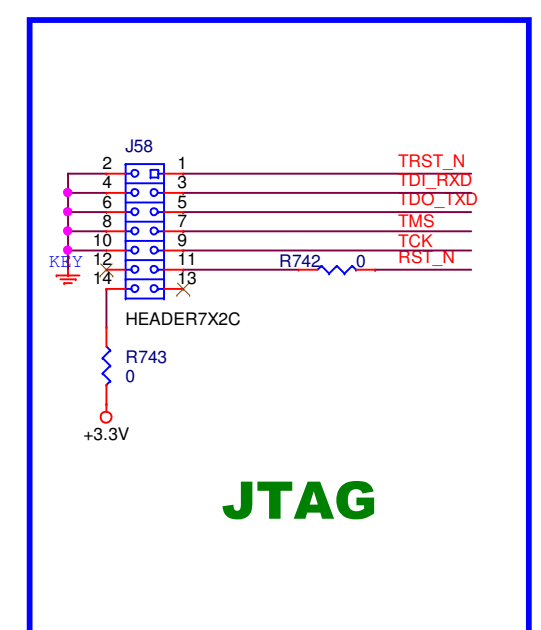 J58
2 1 TRST_N
4 3 TDI_RXD
6 5 TDO_TXD
8 7 TMS
10 9 TCK
KEY 12 11 R742 0 RST_N
14 13
HEADER7X2C
R743
0
+3.3V
JTAG